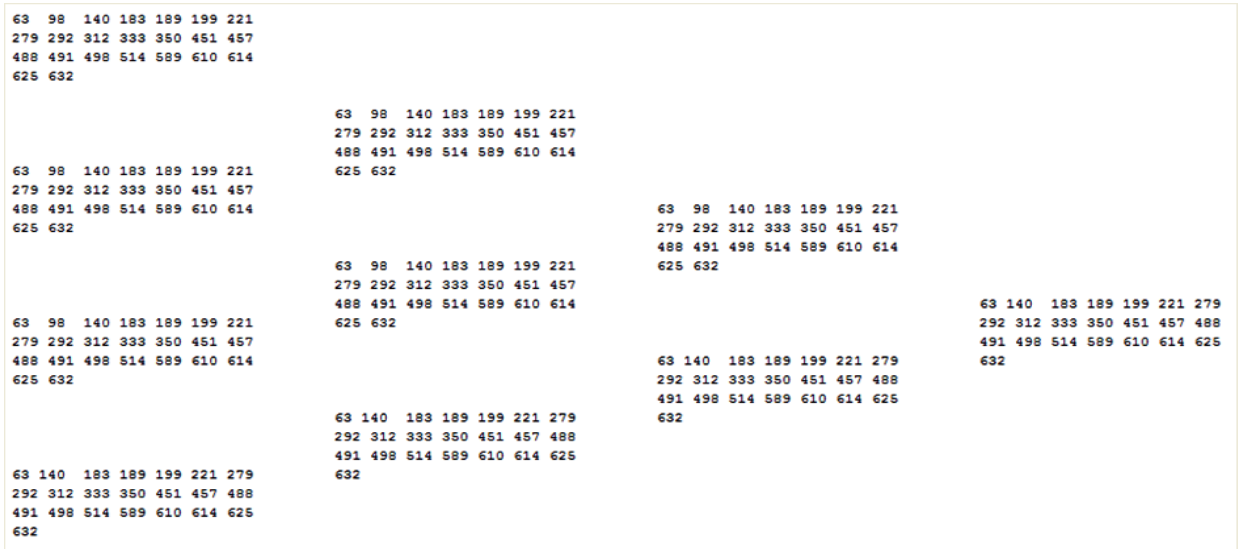 63 98 140 183 189 199 221
279 292 312 333 350 451 457
488 491 498 514 589 610 614
625 632
63 98 140 183 189 199 221
279 292 312 333 350 451 457
488 491 498 514 589 610 614
625 632
63 98 140 183 189 199 221
279 292 312 333 350 451 457
488 491 498 514 589 610 614
625 632
63 140 183 189 199 221 279
292 312 333 350 451 457 488
491 498 514 589 610 614 625
632
63 98 140 183 189 199 221
279 292 312 333 350 451 457
488 491 498 514 589 610 614
625 632
63 98 140 183 189 199 221
279 292 312 333 350 451 457
488 491 498 514 589 610 614
625 632
63 140 183 189 199 221 279
292 312 333 350 451 457 488
491 498 514 589 610 614 625
632
63 98 140 183 189 199 221
279 292 312 333 350 451 457
488 491 498 514 589 610 614
625 632
63 140 183 189 199 221 279
292 312 333 350 451 457 488
491 498 514 589 610 614 625
632
63 140 183 189 199 221 279
292 312 333 350 451 457 488
491 498 514 589 610 614 625
632